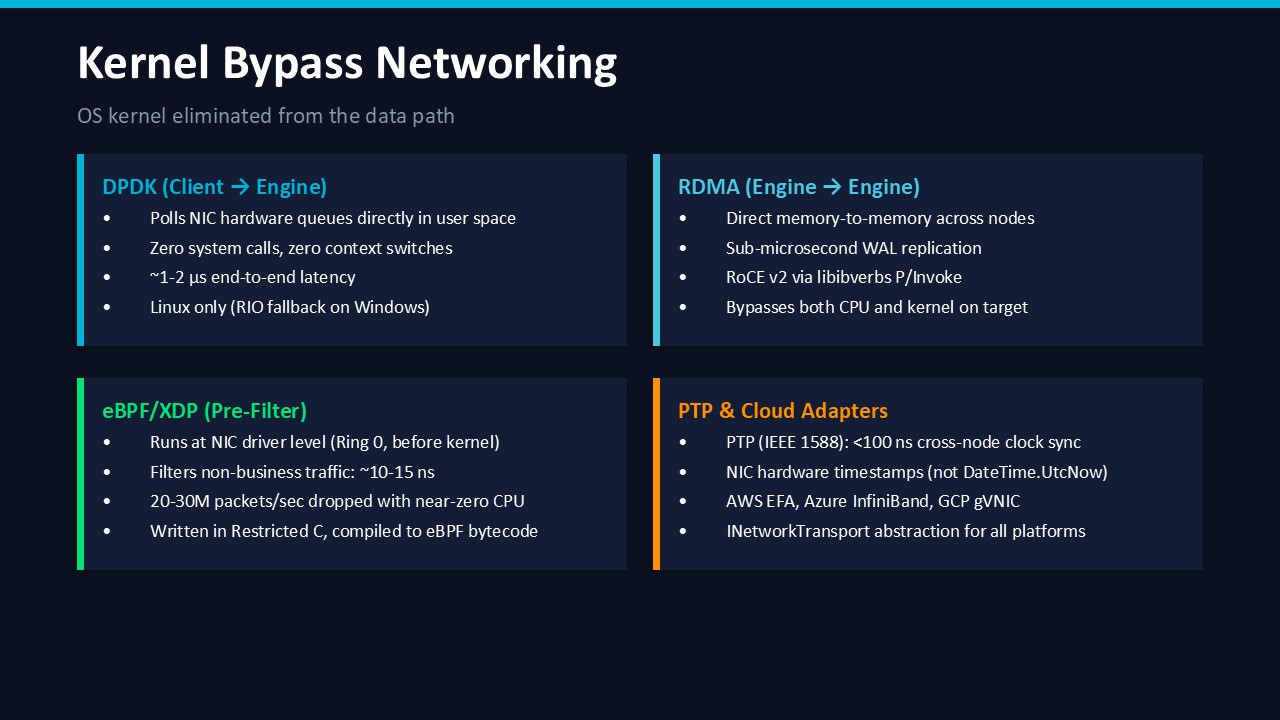 Kernel Bypass Networking
OS kernel eliminated from the data path
DPDK (Client → Engine)
• Polls NIC hardware queues directly in user space
• Zero system calls, zero context switches
• ~1-2 µs end-to-end latency
• Linux only (RIO fallback on Windows)
RDMA (Engine → Engine)
• Direct memory-to-memory across nodes
• Sub-microsecond WAL replication
• RoCE v2 via libibverbs P/Invoke
• Bypasses both CPU and kernel on target
eBPF/XDP (Pre-Filter)
• Runs at NIC driver level (Ring 0, before kernel)
• Filters non-business traffic: ~10-15 ns
• 20-30M packets/sec dropped with near-zero CPU
• Written in Restricted C, compiled to eBPF bytecode
PTP & Cloud Adapters
• PTP (IEEE 1588): <100 ns cross-node clock sync
• NIC hardware timestamps (not DateTime.UtcNow)
• AWS EFA, Azure InfiniBand, GCP gVNIC
• INetworkTransport abstraction for all platforms